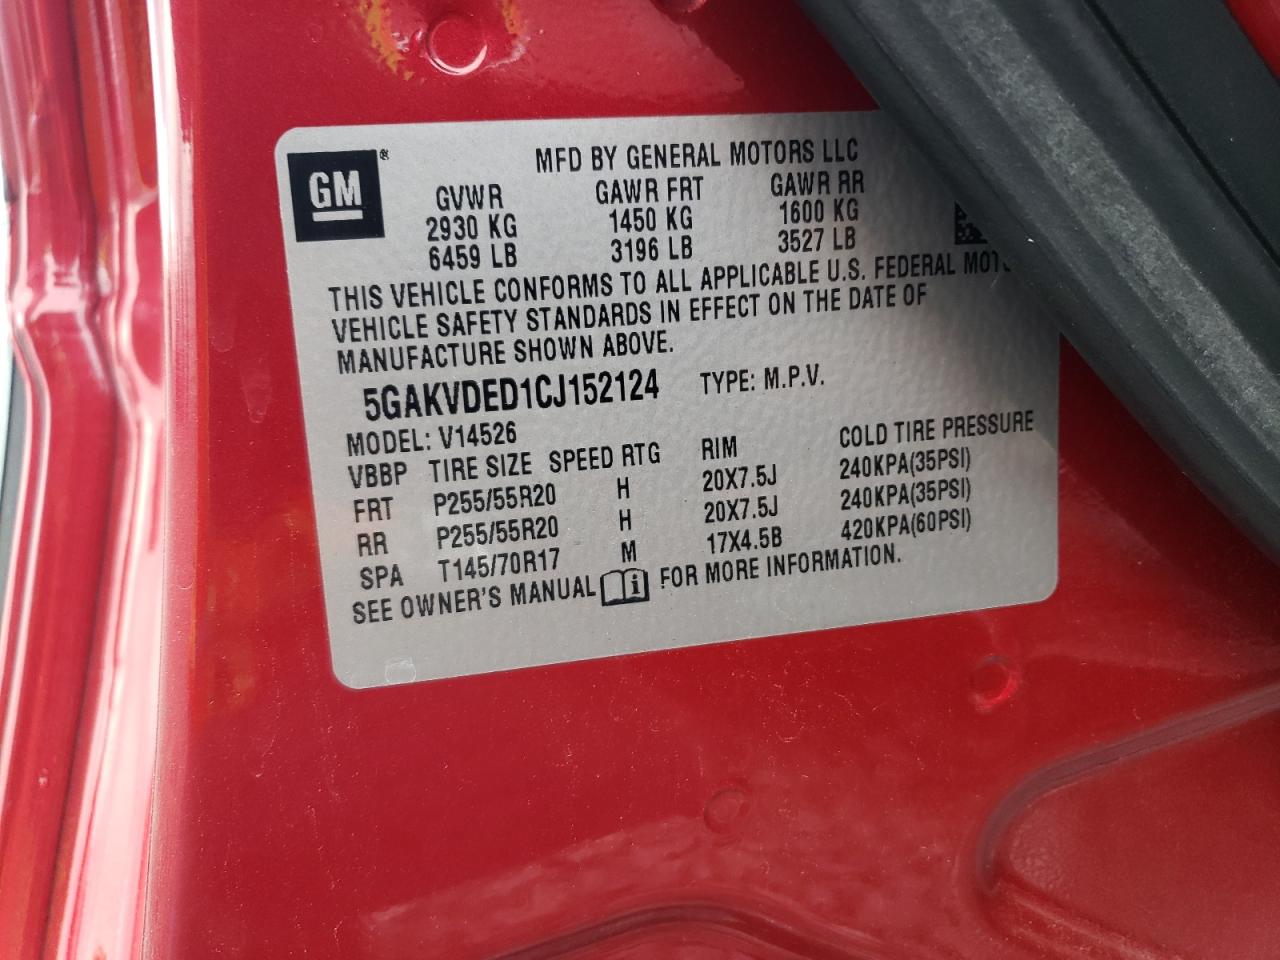 GM ®
MFD BY GENERAL MOTORS LLC
GVWR GAWR FRT GAWR RR
2930 KG 1450 KG 1600 KG
6459 LB 3196 LB 3527 LB
THIS VEHICLE CONFORMS TO ALL APPLICABLE U.S. FEDERAL
VEHICLE SAFETY STANDARDS IN EFFECT ON THE DATE OF
MANUFACTURE SHOWN ABOVE.
5GAKVDED1CJ152124 TYPE: M.P.V.
MODEL: V14526
VBBP TIRE SIZE SPEED RTG RIM COLD TIRE PRESSURE
FRT P255/55R20 H 20X7.5J 240KPA(35PSI)
RR P255/55R20 H 20X7.5J 240KPA(35PSI)
SPA T145/70R17 M 17X4.5B 420KPA(60PSI)
SEE OWNER'S MANUAL i FOR MORE INFORMATION.